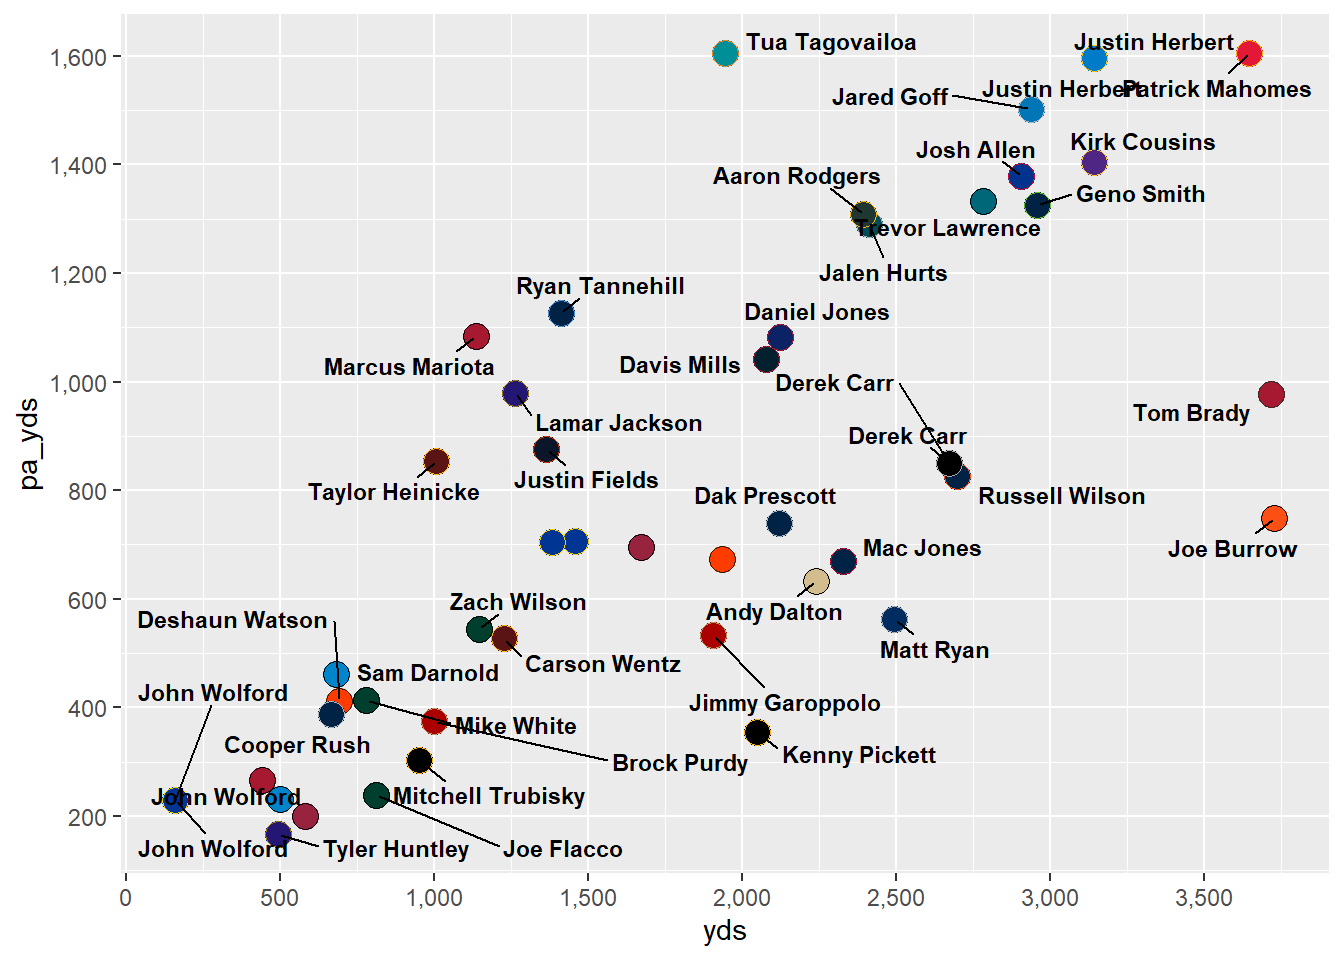 Tua Tagovailoa
Justin Herbert
1,600
Justin Herbert
Patrick Mahomes
Jared Goff
Kirk Cousins
Josh Allen
1,400
Aaron Rodgers
Geno Smith
Trevor Lawrence
1,200
Jalen Hurts
Ryan Tannehill
Daniel Jones
Marcus Mariota
Davis Mills
1,000
Derek Carr
Tom Brady
Lamar Jackson
Derek Carr
pa_yds
Justin Fields
800
Taylor Heinicke
Dak Prescott
Russell Wilson
Mac Jones
Joe Burrow
600
Zach Wilson
Andy Dalton
Deshaun Watson
Matt Ryan
Carson Wentz
Sam Darnold
John Wolford
Jimmy Garoppolo
400
Mike White
Cooper Rush
Kenny Pickett
Brock Purdy
John Wolford
Mitchell Trubisky
200
John Wolford
Tyler Huntley
Joe Flacco
0 500 1,000 1,500 2,000 2,500 3,000 3,500
yds